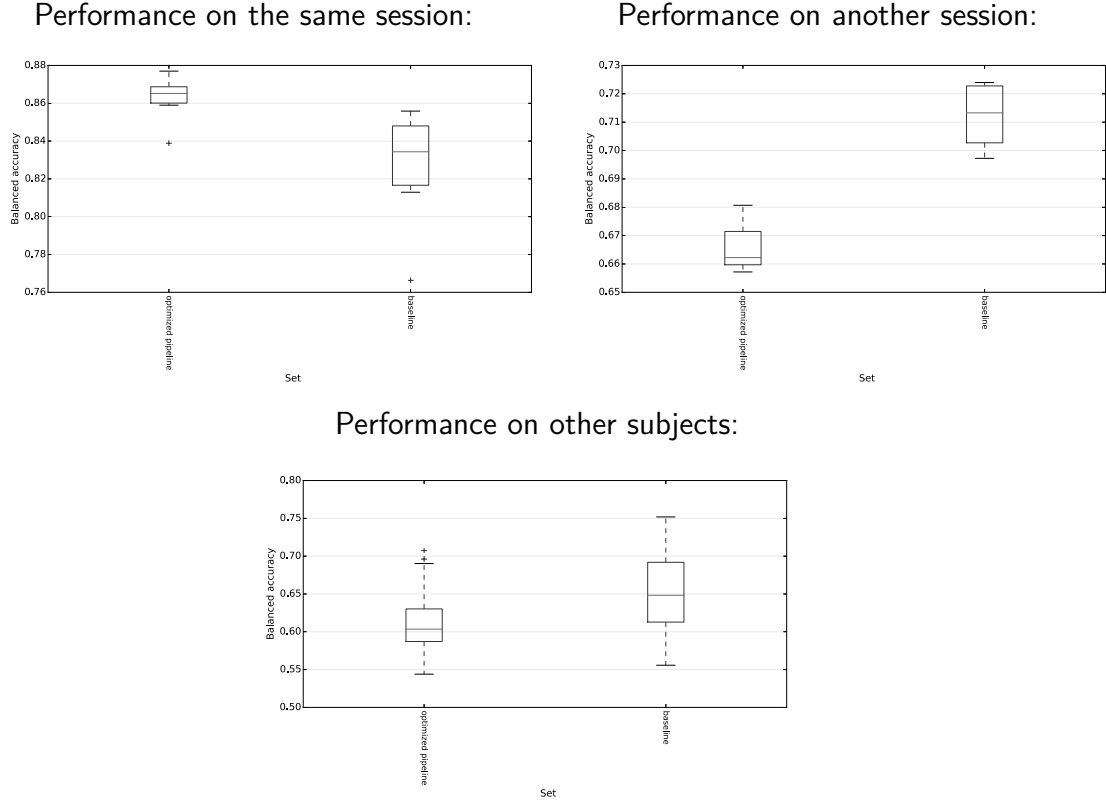 Performance on the same session:
0.88
0.86
0.84
0.82
0.80
0.78
0.76
Balanced accuracy
optimized pipeline
baseline
Set
Performance on another session:
0.73
0.72
0.71
0.70
0.69
0.68
0.67
0.66
0.65
Balanced accuracy
optimized pipeline
baseline
Set
Performance on other subjects:
0.80
0.75
0.70
0.65
0.60
0.55
0.50
Balanced accuracy
optimized pipeline
baseline
Set